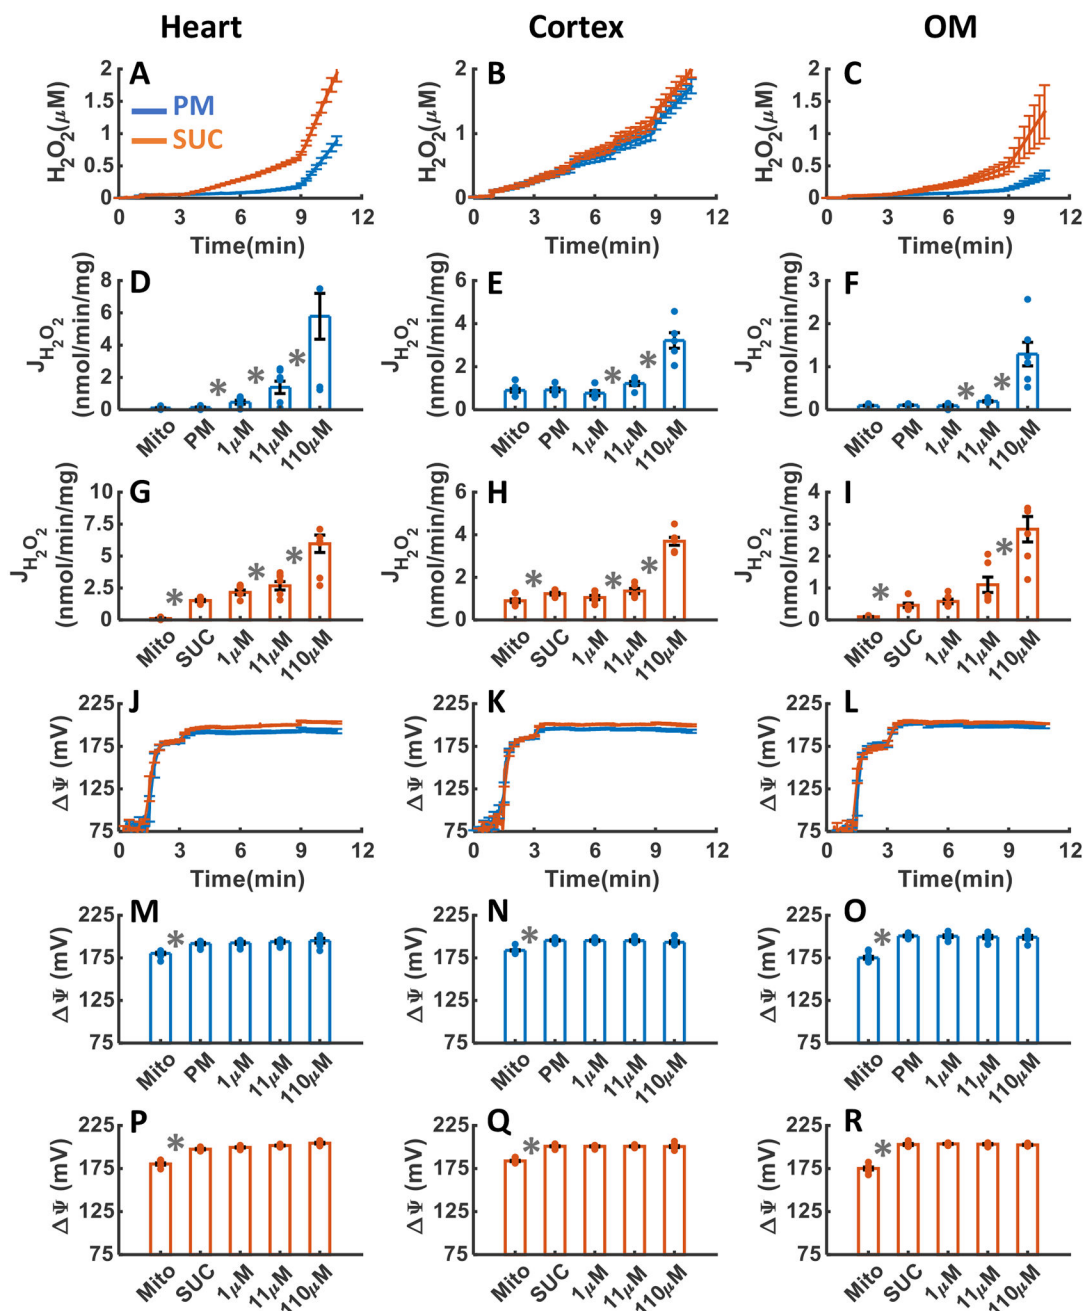 Heart Cortex OM
A B C
H₂O₂(μM) H₂O₂(μM) H₂O₂(μM)
2 2 2
1.5 1.5 1.5
1 1 1
0.5 0.5 0.5
0 0 0
PM
SUC
0 3 6 9 12 0 3 6 9 12 0 3 6 9 12
Time(min) Time(min) Time(min)
D E F
J_H₂O₂ J_H₂O₂ J_H₂O₂
(nmol/min/mg) (nmol/min/mg) (nmol/min/mg)
8 6 3
6 4 2
4 2 1
2 0 0
0
* * * * * * *
Mito PM 1μM 11μM 110μM Mito PM 1μM 11μM 110μM Mito PM 1μM 11μM 110μM
G H I
J_H₂O₂ J_H₂O₂ J_H₂O₂
(nmol/min/mg) (nmol/min/mg) (nmol/min/mg)
10 6 4
7.5 4 3
5 2 2
2.5 0 1
0 0
* * * * * * * *
Mito SUC 1μM 11μM 110μM Mito SUC 1μM 11μM 110μM Mito SUC 1μM 11μM 110μM
J K L
ΔΨ (mV) ΔΨ (mV) ΔΨ (mV)
225 225 225
175 175 175
125 125 125
75 75 75
0 3 6 9 12 0 3 6 9 12 0 3 6 9 12
Time(min) Time(min) Time(min)
M N O
ΔΨ (mV) ΔΨ (mV) ΔΨ (mV)
225 225 225
175 175 175
125 125 125
75 75 75
* * *
Mito PM 1μM 11μM 110μM Mito PM 1μM 11μM 110μM Mito PM 1μM 11μM 110μM
P Q R
ΔΨ (mV) ΔΨ (mV) ΔΨ (mV)
225 225 225
175 175 175
125 125 125
75 75 75
* * *
Mito SUC 1μM 11μM 110μM Mito SUC 1μM 11μM 110μM Mito SUC 1μM 11μM 110μM